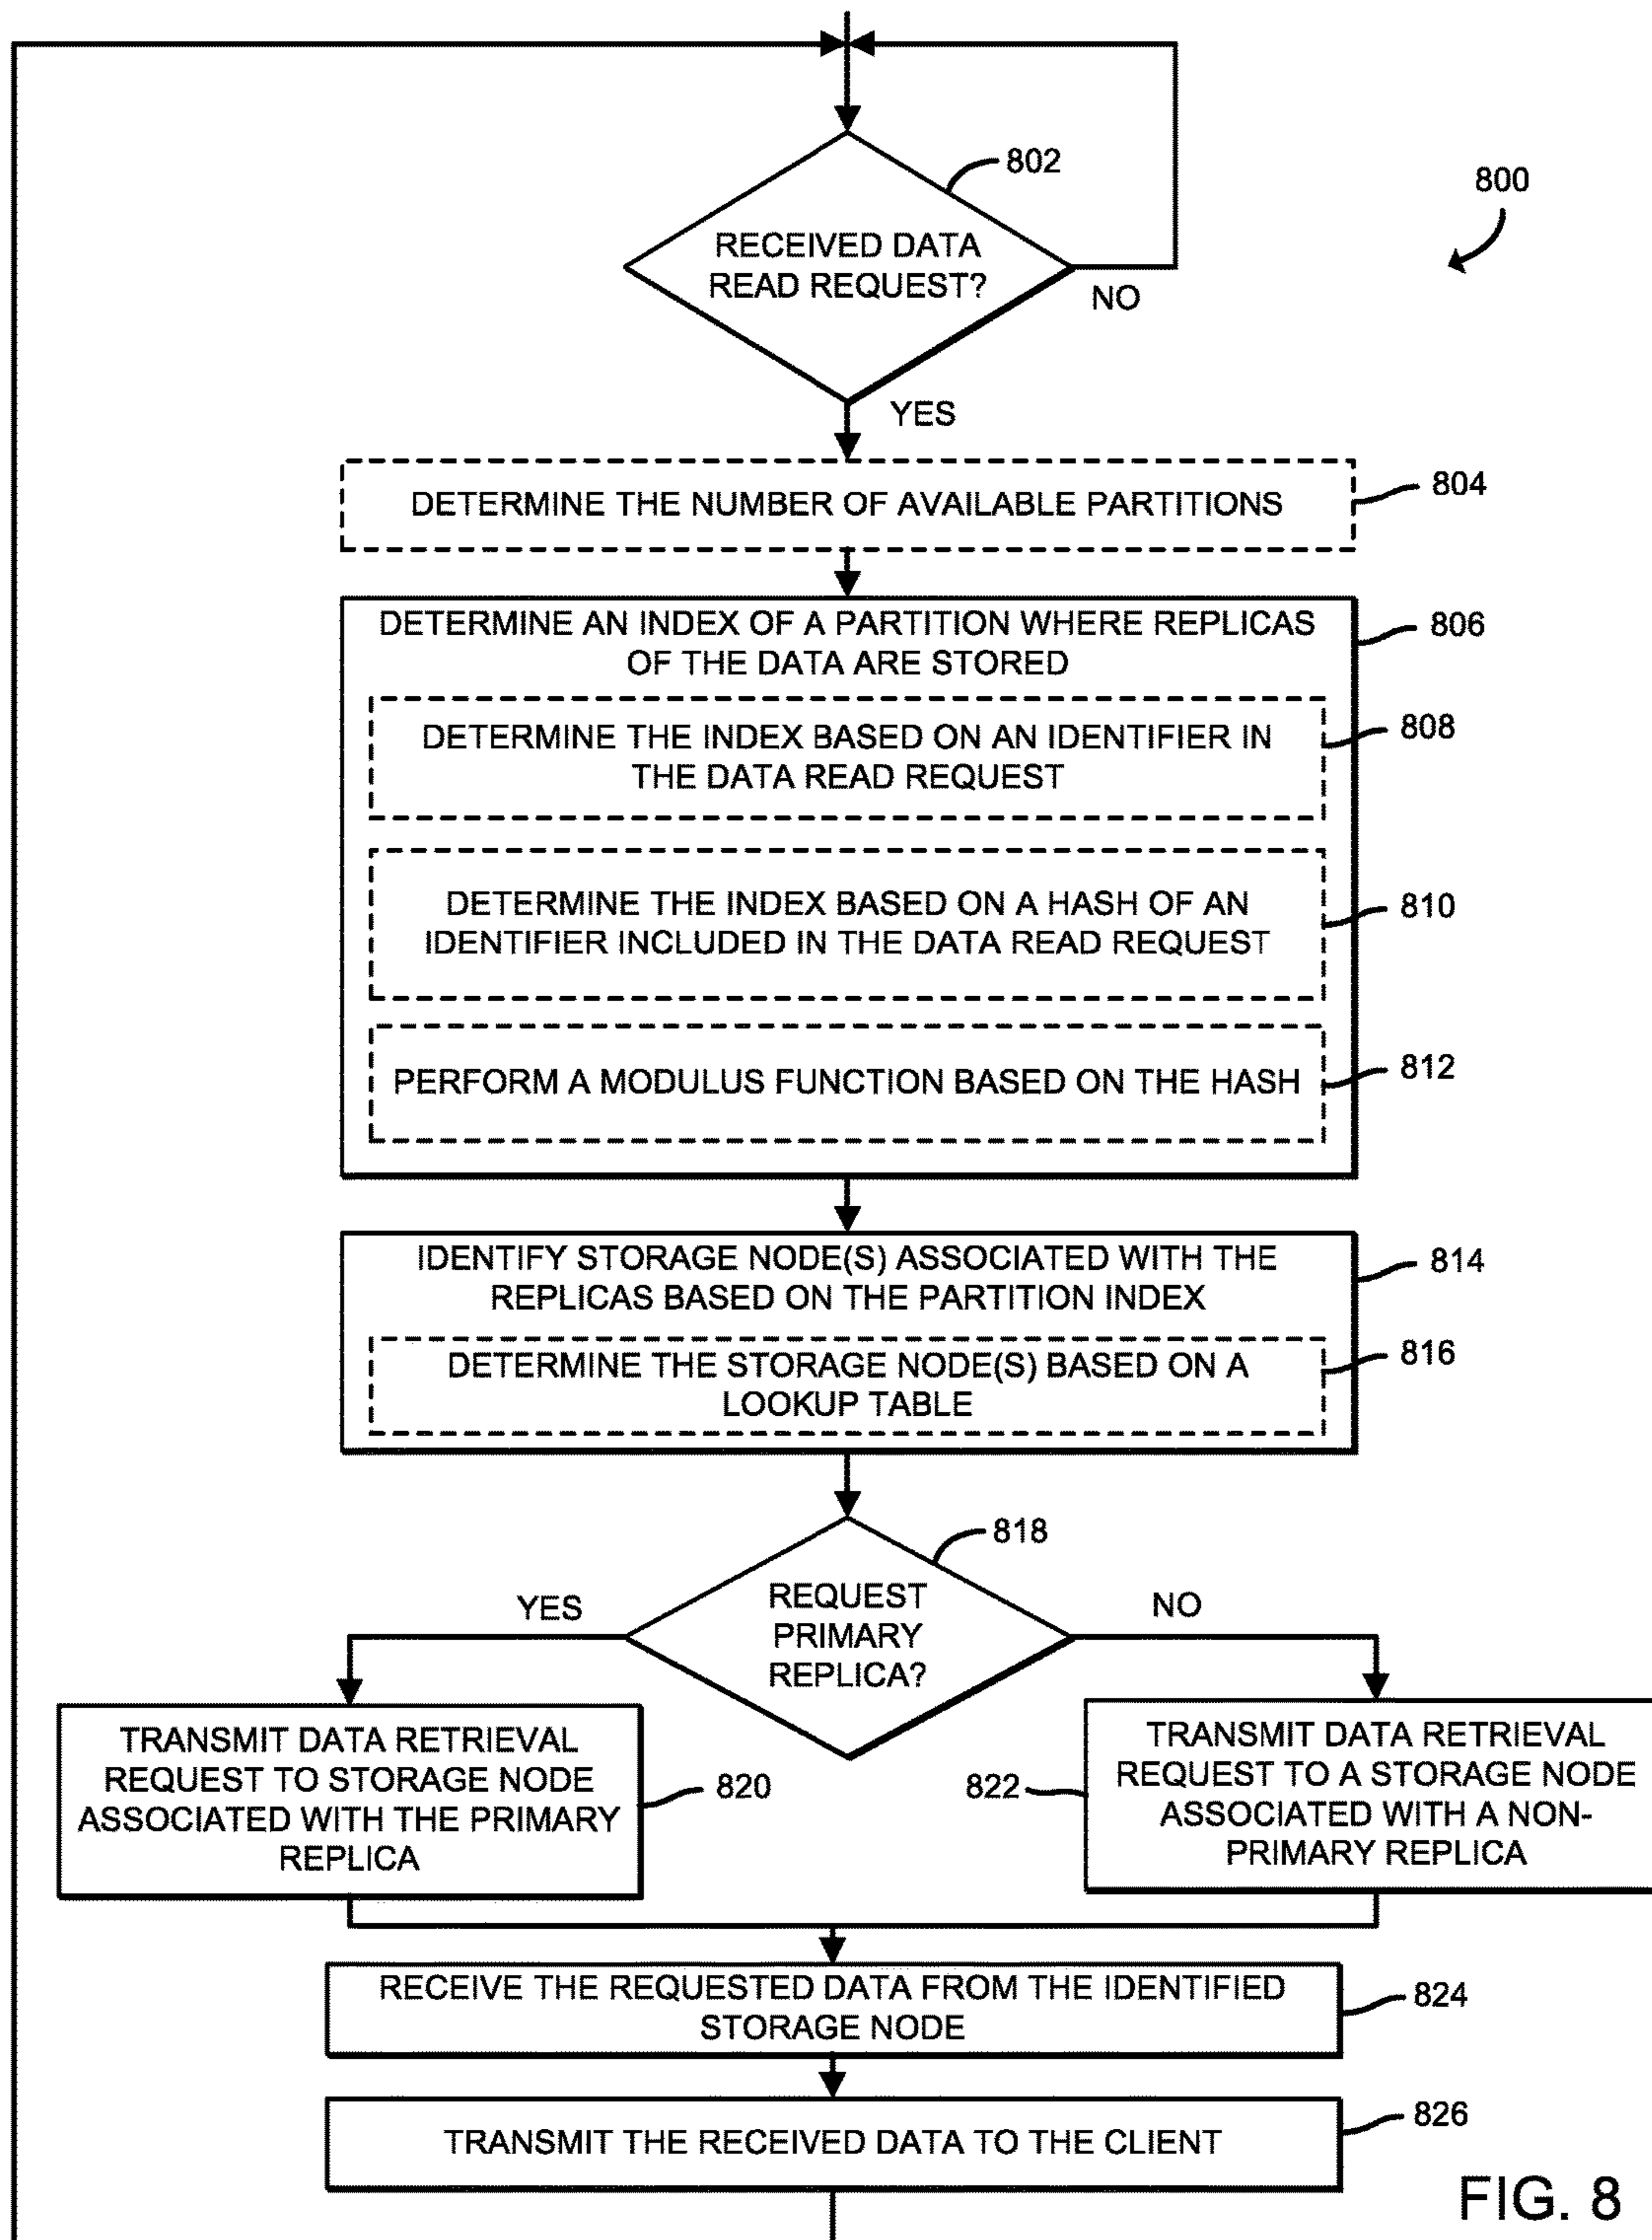 802
800
RECEIVED DATA
READ REQUEST?
NO
YES
DETERMINE THE NUMBER OF AVAILABLE PARTITIONS
804
DETERMINE AN INDEX OF A PARTITION WHERE REPLICAS
OF THE DATA ARE STORED
806
DETERMINE THE INDEX BASED ON AN IDENTIFIER IN
THE DATA READ REQUEST
808
DETERMINE THE INDEX BASED ON A HASH OF AN
IDENTIFIER INCLUDED IN THE DATA READ REQUEST
810
PERFORM A MODULUS FUNCTION BASED ON THE HASH
812
IDENTIFY STORAGE NODE(S) ASSOCIATED WITH THE
REPLICAS BASED ON THE PARTITION INDEX
814
DETERMINE THE STORAGE NODE(S) BASED ON A
LOOKUP TABLE
816
818
REQUEST
PRIMARY
REPLICA?
YES
NO
TRANSMIT DATA RETRIEVAL
REQUEST TO STORAGE NODE
ASSOCIATED WITH THE PRIMARY
REPLICA
820
822
TRANSMIT DATA RETRIEVAL
REQUEST TO A STORAGE NODE
ASSOCIATED WITH A NON-
PRIMARY REPLICA
RECEIVE THE REQUESTED DATA FROM THE IDENTIFIED
STORAGE NODE
824
TRANSMIT THE RECEIVED DATA TO THE CLIENT
826
FIG. 8